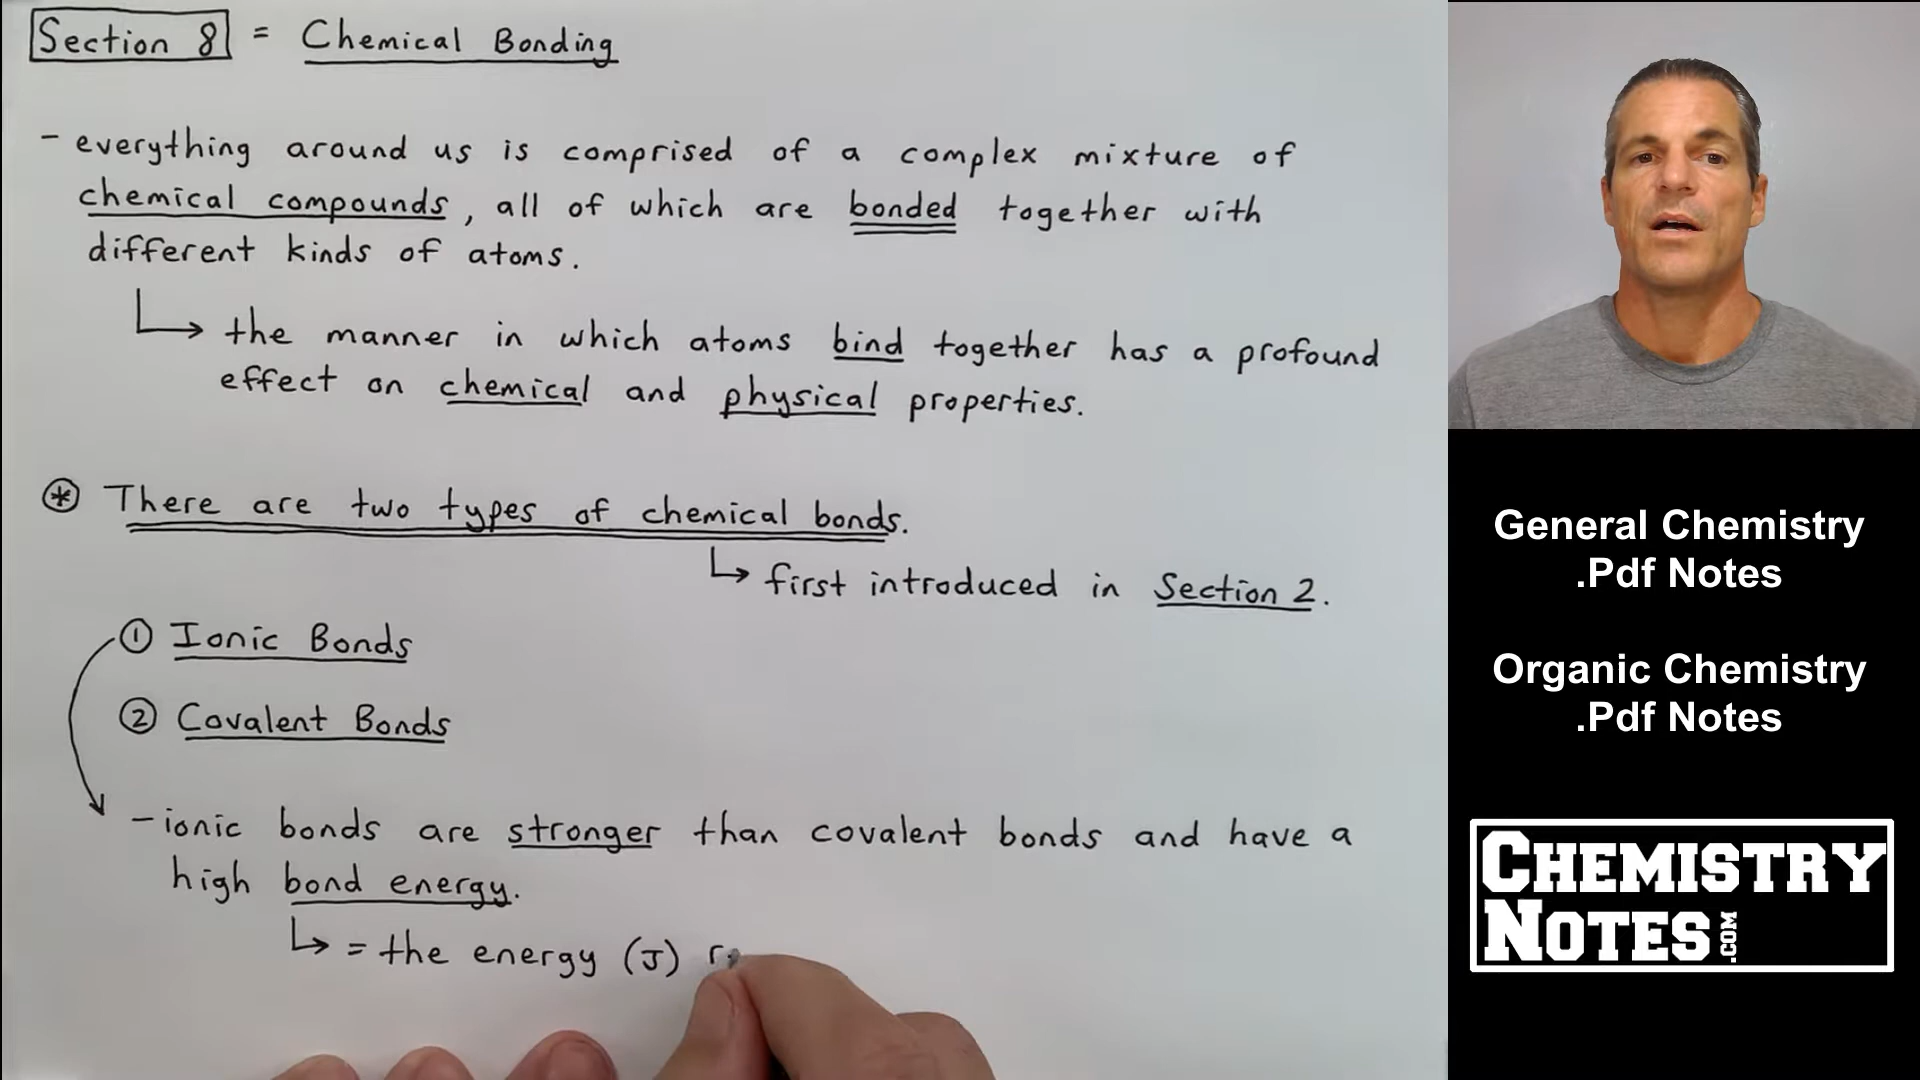 Section 8 = Chemical Bonding
- everything around us is comprised of a complex mixture of
chemical compounds, all of which are bonded together with
different kinds of atoms.
↳ the manner in which atoms bind together has a profound
effect on chemical and physical properties.
* There are two types of chemical bonds.
↳ first introduced in Section 2.
① Ionic Bonds
② Covalent Bonds
- ionic bonds are stronger than covalent bonds and have a
high bond energy.
↳ = the energy (J)
General Chemistry
.Pdf Notes
Organic Chemistry
.Pdf Notes
CHEMISTRY
NOTES.COM